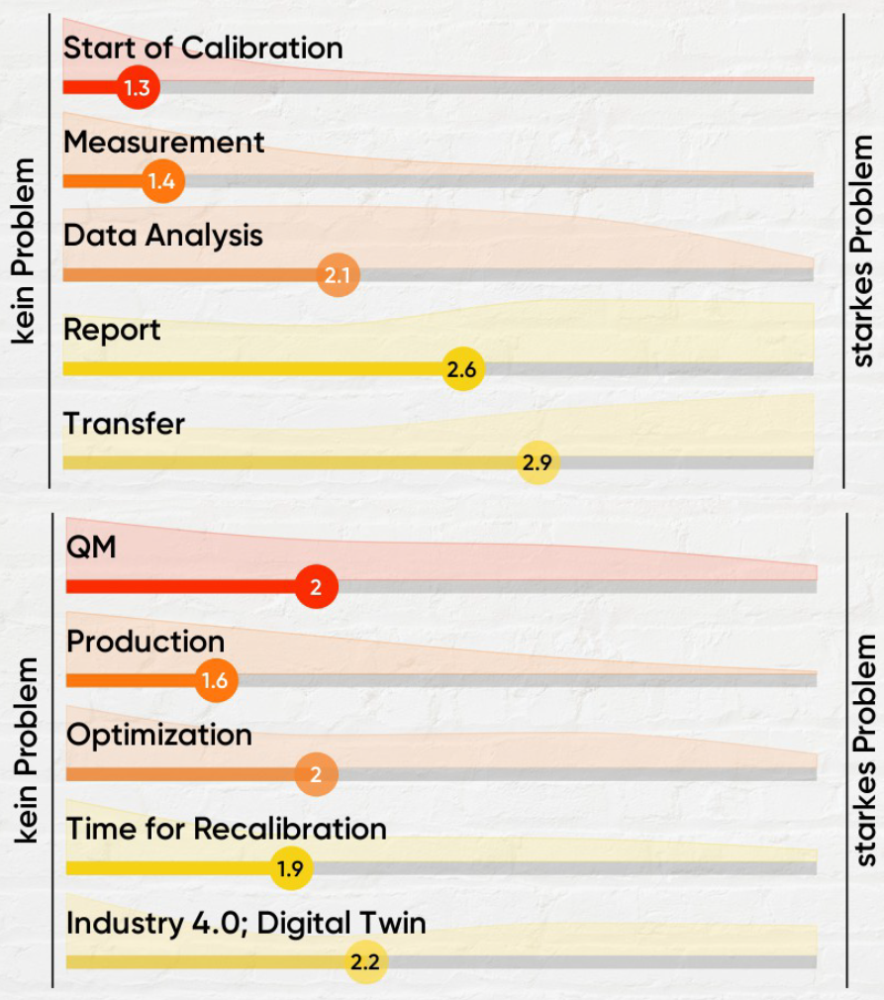 kein Problem
starkes Problem
Start of Calibration
1.3
Measurement
1.4
Data Analysis
2.1
Report
2.6
Transfer
2.9
kein Problem
starkes Problem
QM
2
Production
1.6
Optimization
2
Time for Recalibration
1.9
Industry 4.0; Digital Twin
2.2